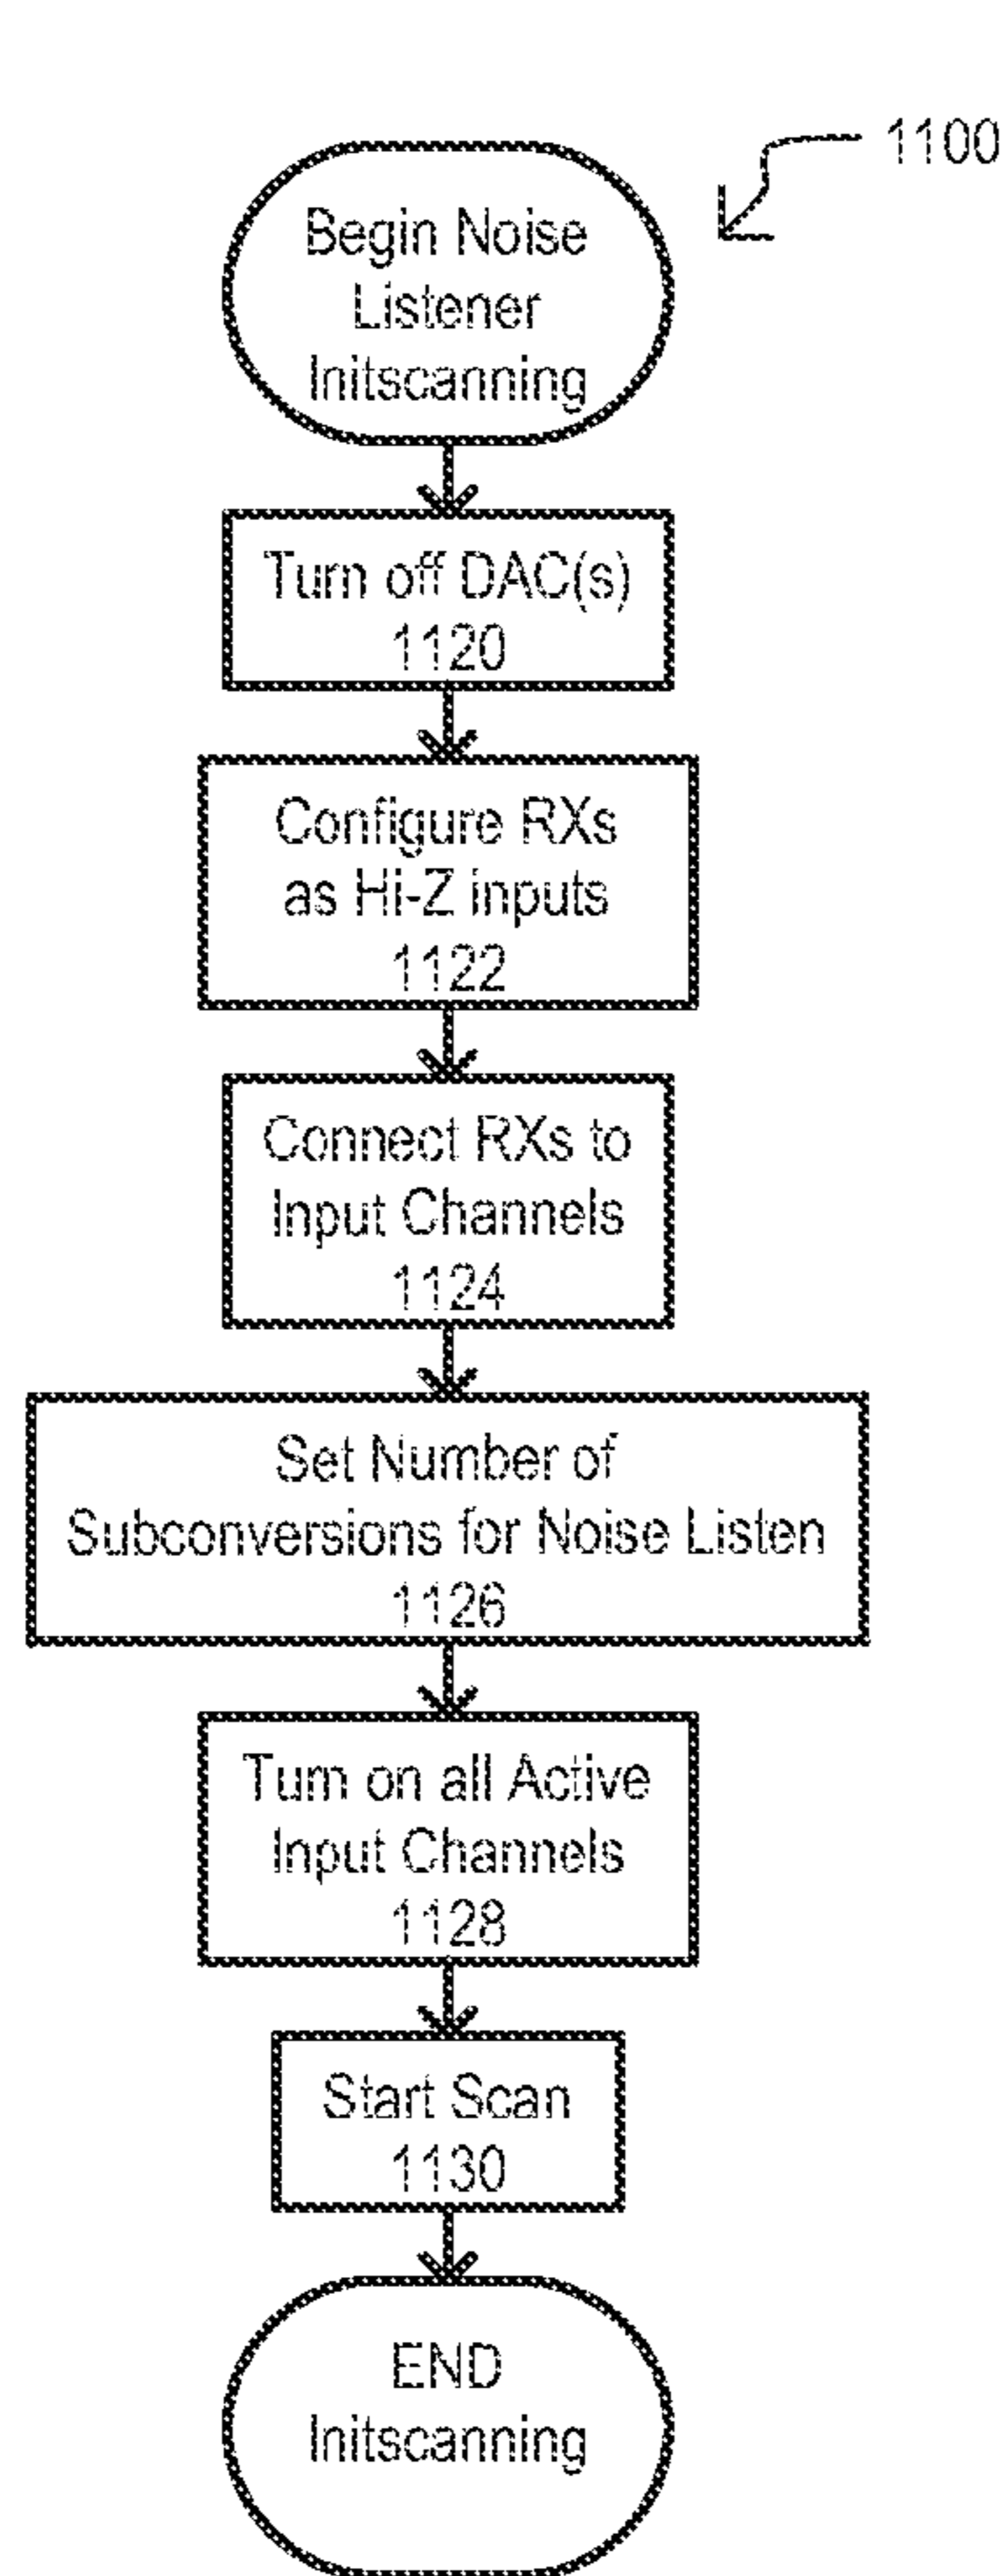 1100
Begin Noise
Listener
Initscanning
Turn off DAC(s)
1120
Configure RXs
as Hi-Z inputs
1122
Connect RXs to
Input Channels
1124
Set Number of
Subconversions for Noise Listen
1126
Turn on all Active
Input Channels
1128
Start Scan
1130
END
Initscanning